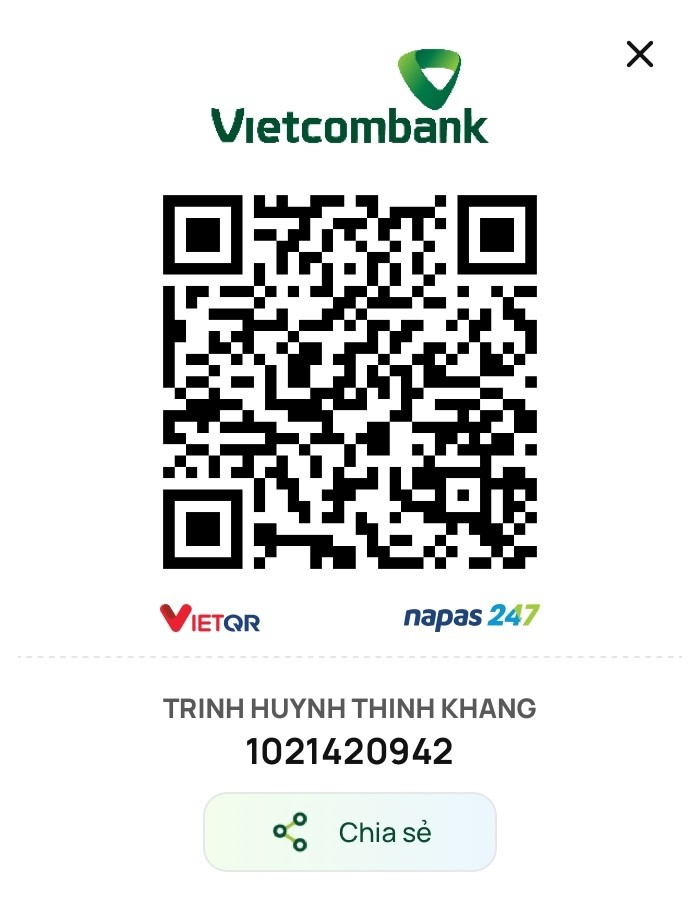 Vietcombank
VIETQR
napas 247
TRINH HUYNH THINH KHANG
1021420942
Chia sẻ